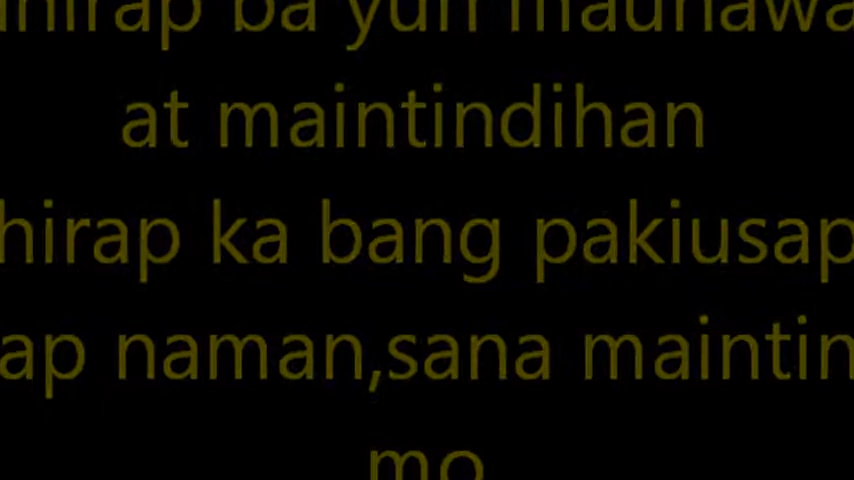 hirap ba yun maunawa
at maintindihan
hirap ka bang pakiusap
ap naman,sana maintin
mo